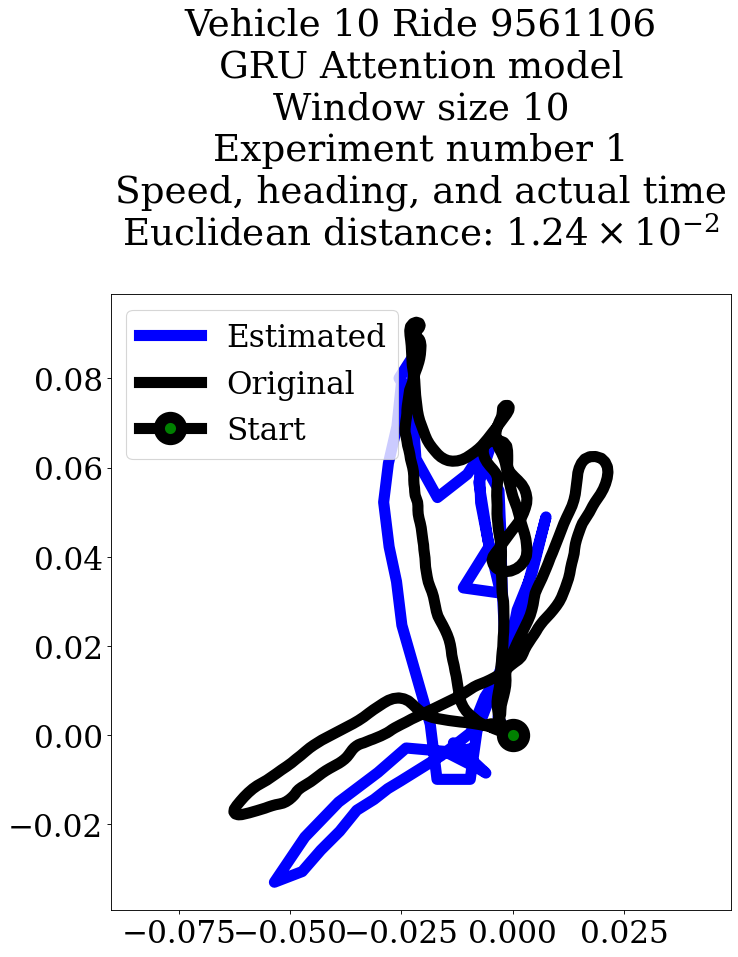 Vehicle 10 Ride 9561106
GRU Attention model
Window size 10
Experiment number 1
Speed, heading, and actual time
Euclidean distance: 1.24 × 10⁻²
Estimated
Original
Start
0.08
0.06
0.04
0.02
0.00
−0.02
−0.075
−0.050
−0.025
0.000
0.025